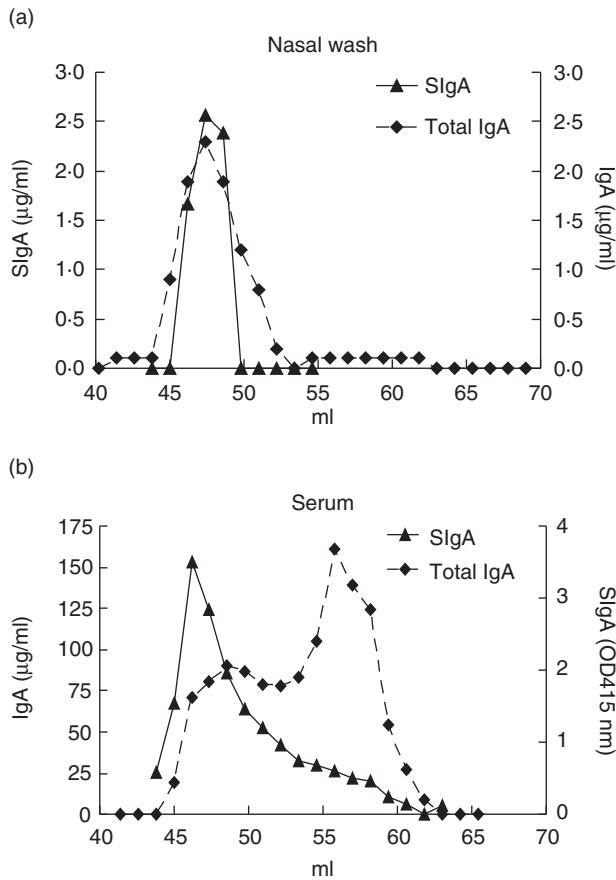 (a)
Nasal wash
3·0
2·5
2·0
1·5
1·0
0·5
0·0
SIgA (μg/ml)
SIgA
Total IgA
3·0
2·5
2·0
1·5
1·0
0·5
0·0
IgA (μg/ml)
40 45 50 55 60 65 70
ml
(b)
Serum
175
150
125
100
75
50
25
0
IgA (μg/ml)
SIgA
Total IgA
4
3
2
1
0
SIgA (OD415 nm)
40 45 50 55 60 65 70
ml